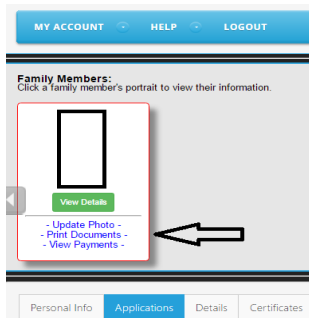 MY ACCOUNT HELP LOGOUT
Family Members:
Click a family member's portrait to view their information.
View Details
- Update Photo -
- Print Documents -
- View Payments -
Personal Info Applications Details Certificates